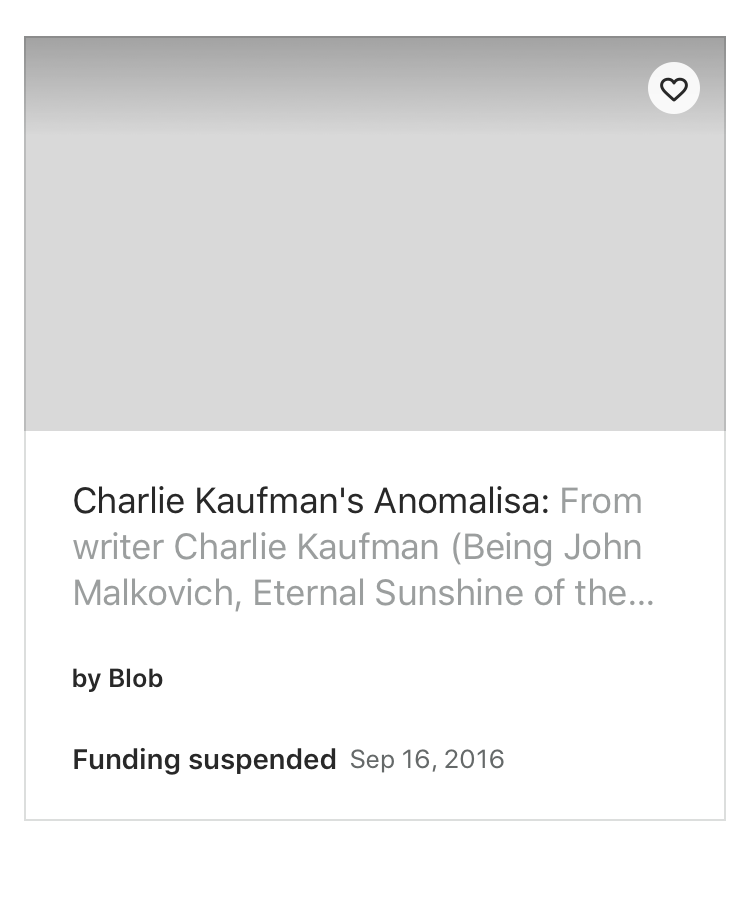 Charlie Kaufman's Anomalisa: From
writer Charlie Kaufman (Being John
Malkovich, Eternal Sunshine of the...
by Blob
Funding suspended Sep 16, 2016